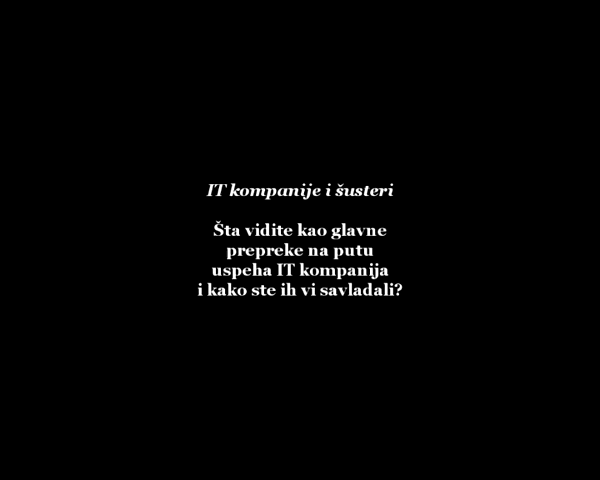 IT kompanije i šusteri
Šta vidite kao glavne
prepreke na putu
uspeha IT kompanija
i kako ste ih vi savladali?